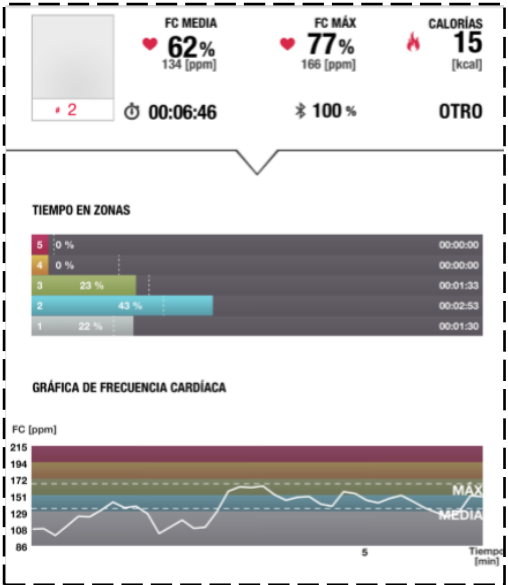 FC MEDIA
62%
134 [ppm]
FC MÁX
77%
166 [ppm]
CALORÍAS
15
[kcal]
2
00:06:46
100 %
OTRO
TIEMPO EN ZONAS
5 0 % 00:00:00
4 0 % 00:00:00
3 23 % 00:01:33
2 43 % 00:02:53
1 22 % 00:01:30
GRÁFICA DE FRECUENCIA CARDÍACA
FC [ppm]
215
194
172
151
129
108
86
MÁX
MEDIA
5
Tiempo
[min]